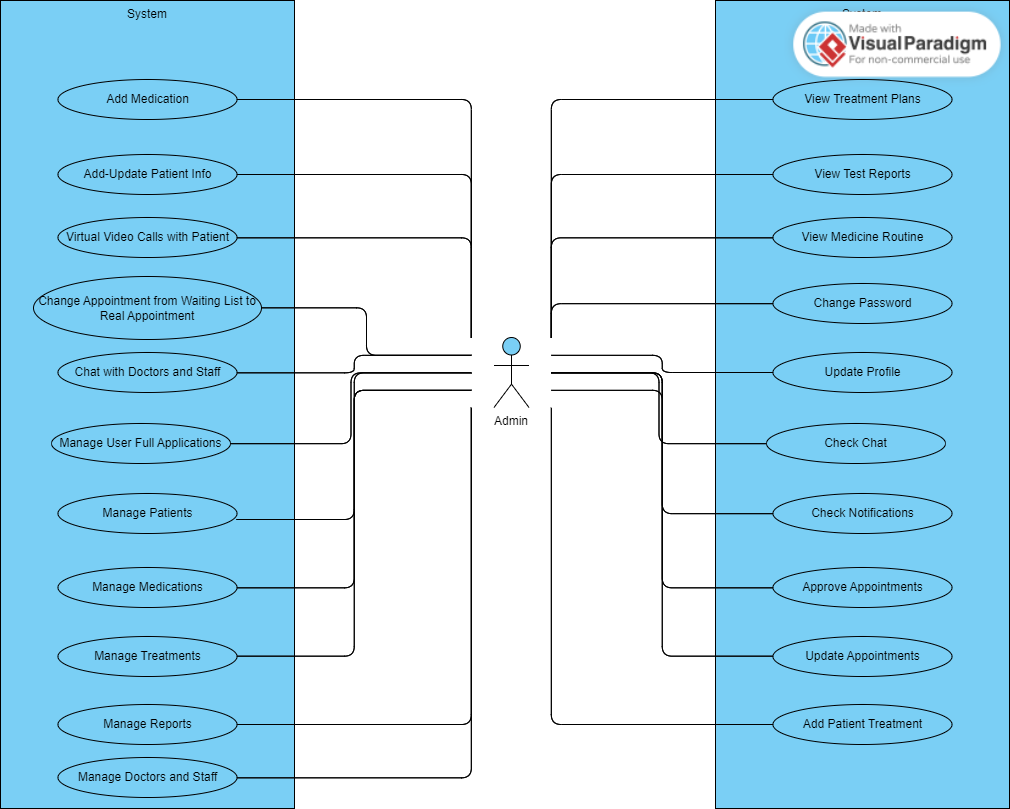 System
Add Medication
Add-Update Patient Info
Virtual Video Calls with Patient
Change Appointment from Waiting List to
Real Appointment
Chat with Doctors and Staff
Manage User Full Applications
Manage Patients
Manage Medications
Manage Treatments
Manage Reports
Manage Doctors and Staff
Admin
System
Made with
Visual Paradigm
For non-commercial use
View Treatment Plans
View Test Reports
View Medicine Routine
Change Password
Update Profile
Check Chat
Check Notifications
Approve Appointments
Update Appointments
Add Patient Treatment